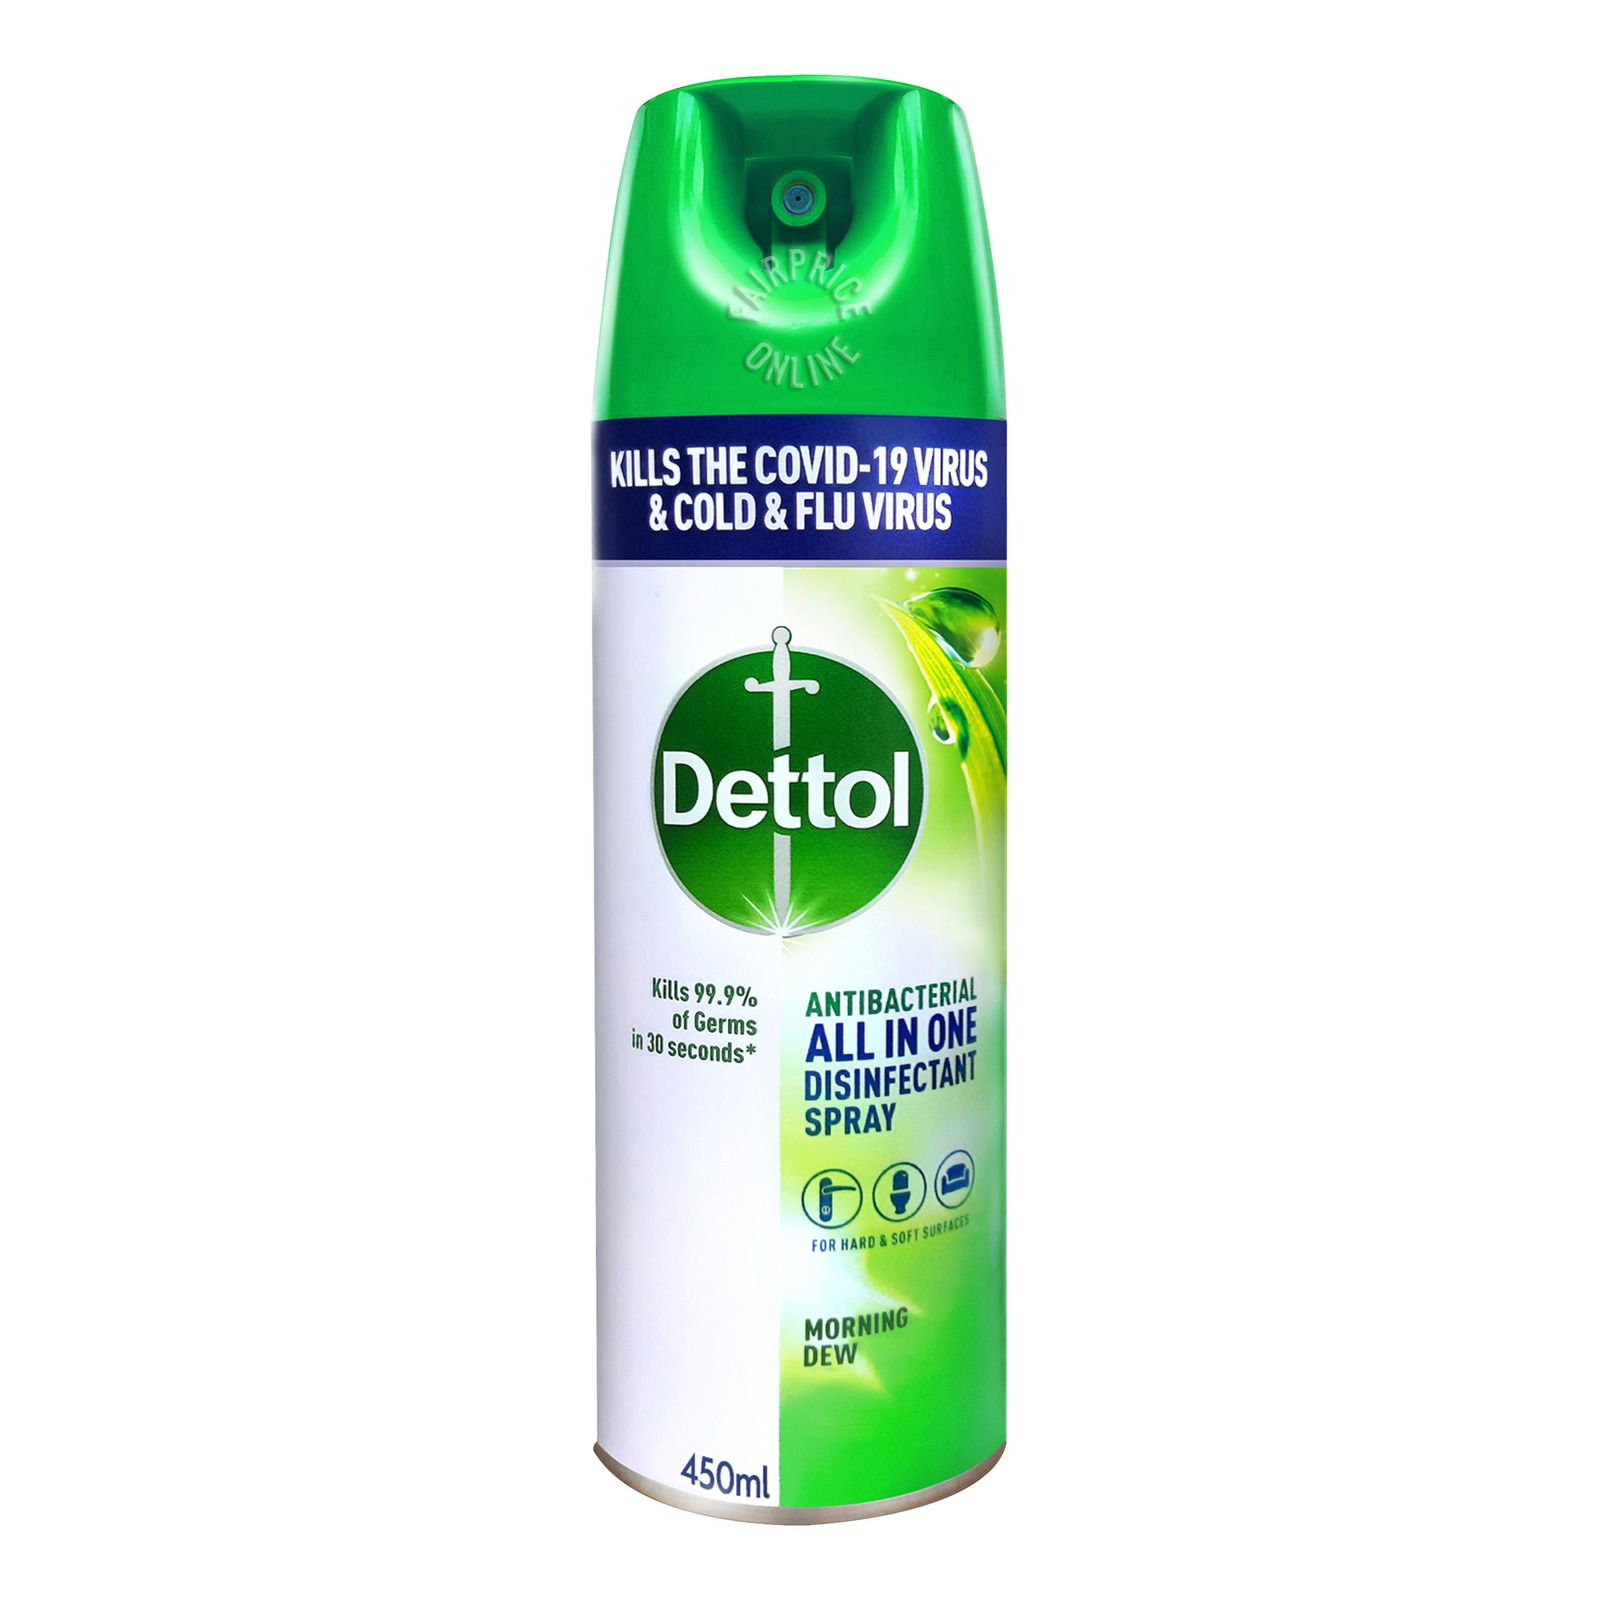 FAIRPRICE
ONLINE
KILLS THE COVID-19 VIRUS
& COLD & FLU VIRUS
Dettol
Kills 99.9%
of Germs
in 30 seconds*
ANTIBACTERIAL
ALL IN ONE
DISINFECTANT
SPRAY
FOR HARD & SOFT SURFACES
MORNING
DEW
450ml